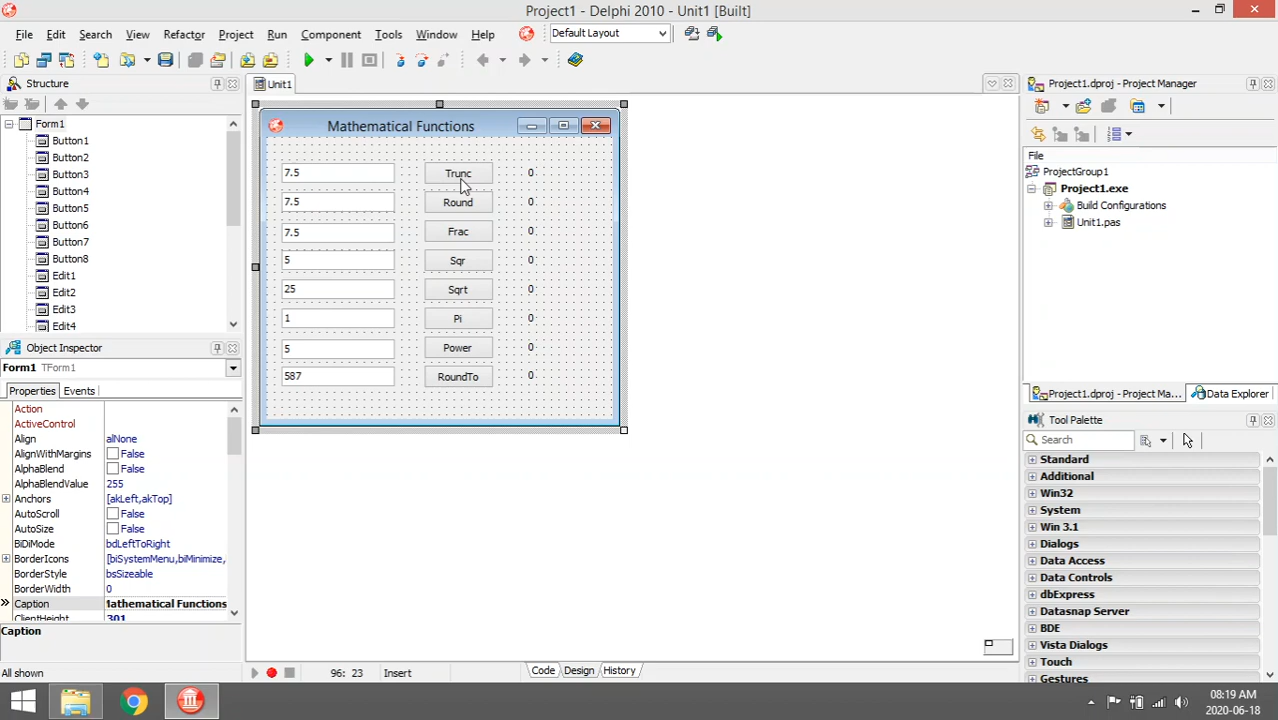 Project1 - Delphi 2010 - Unit1 [Built]
File Edit Search View Refactor Project Run Component Tools Window Help Default Layout
Structure
Form1
Button1
Button2
Button3
Button4
Button5
Button6
Button7
Button8
Edit1
Edit2
Edit3
Edit4
Object Inspector
Form1 TForm1
Properties Events
Action
ActiveControl
Align alNone
AlignWithMargins False
AlphaBlend False
AlphaBlendValue 255
Anchors [akLeft,akTop]
AutoScroll False
AutoSize False
BiDiMode bdLeftToRight
BorderIcons [biSystemMenu,biMinimize,
BorderStyle bsSizeable
BorderWidth 0
Caption Mathematical Functions
ClientHeight 301
Caption
All shown
Unit1
Mathematical Functions
7.5 Trunc 0
7.5 Round 0
7.5 Frac 0
5 Sqr 0
25 Sqrt 0
1 Pi 0
5 Power 0
587 RoundTo 0
96: 23 Insert
Code Design History
Project1.dproj - Project Manager
File
ProjectGroup1
Project1.exe
Build Configurations
Unit1.pas
Project1.dproj - Project Ma... Data Explorer
Tool Palette
Search
Standard
Additional
Win32
System
Win 3.1
Dialogs
Data Access
Data Controls
dbExpress
Datasnap Server
BDE
Vista Dialogs
Touch
Gestures
08:19 AM
2020-06-18